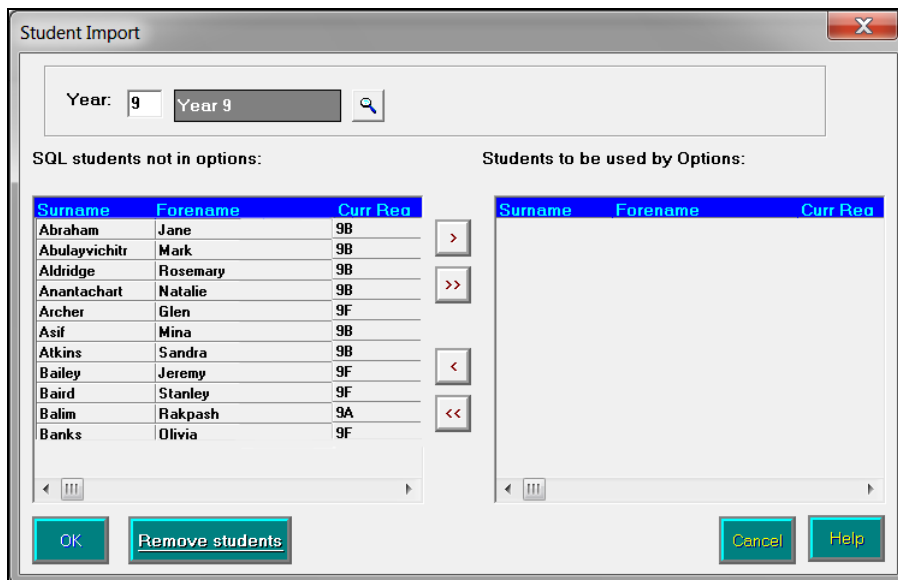 Student Import
X
Year: 9 Year 9
SQL students not in options:
Students to be used by Options:
Surname Forename Curr Reg
Abraham Jane 9B
Abulayvichitr Mark 9B
Aldridge Rosemary 9B
Anantachart Natalie 9B
Archer Glen 9F
Asif Mina 9B
Atkins Sandra 9B
Bailey Jeremy 9F
Baird Stanley 9F
Balim Rakpash 9A
Banks Olivia 9F
>
>>
<
<<
Surname Forename Curr Reg
OK
Remove students
Cancel
Help